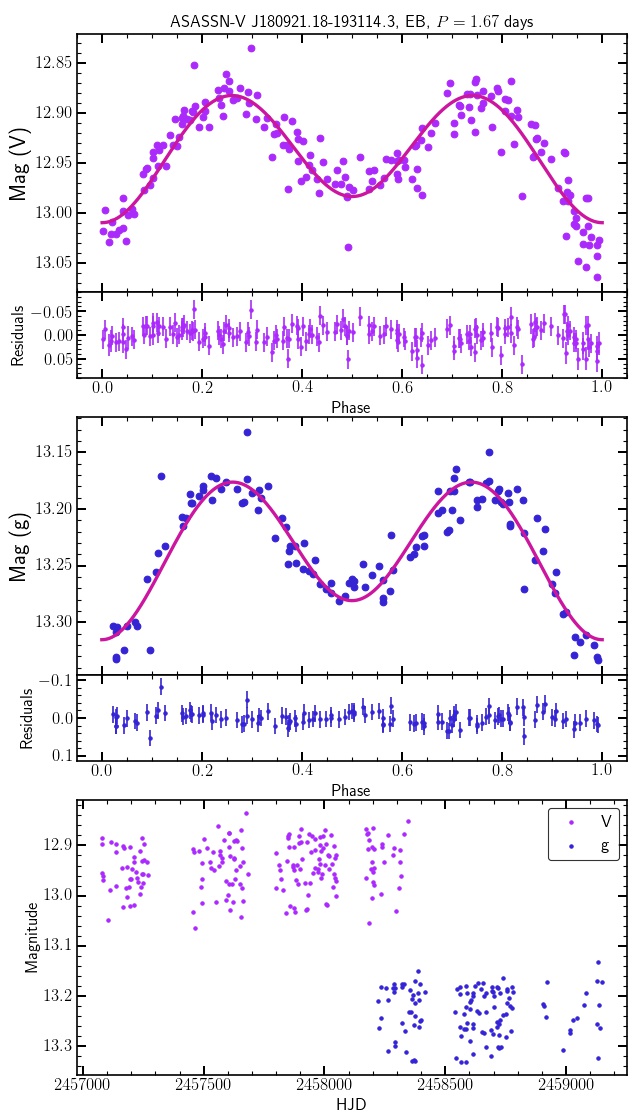 ASASSN-V J180921.18-193114.3, EB, P = 1.67 days
12.85
12.90
12.95
13.00
13.05
Mag (V)
−0.05
0.00
0.05
Residuals
0.0 0.2 0.4 0.6 0.8 1.0
Phase
13.15
13.20
13.25
13.30
Mag (g)
−0.1
0.0
0.1
Residuals
0.0 0.2 0.4 0.6 0.8 1.0
Phase
V
g
12.9
13.0
13.1
13.2
13.3
Magnitude
2457000 2457500 2458000 2458500 2459000
HJD